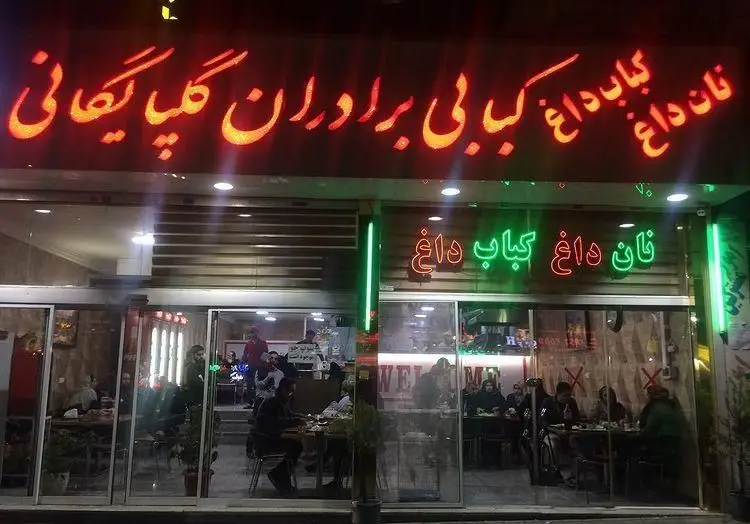 نان داغ
کباب داغ
کبابی برادران گلپایگانی
نان داغ کباب داغ
WELCOME